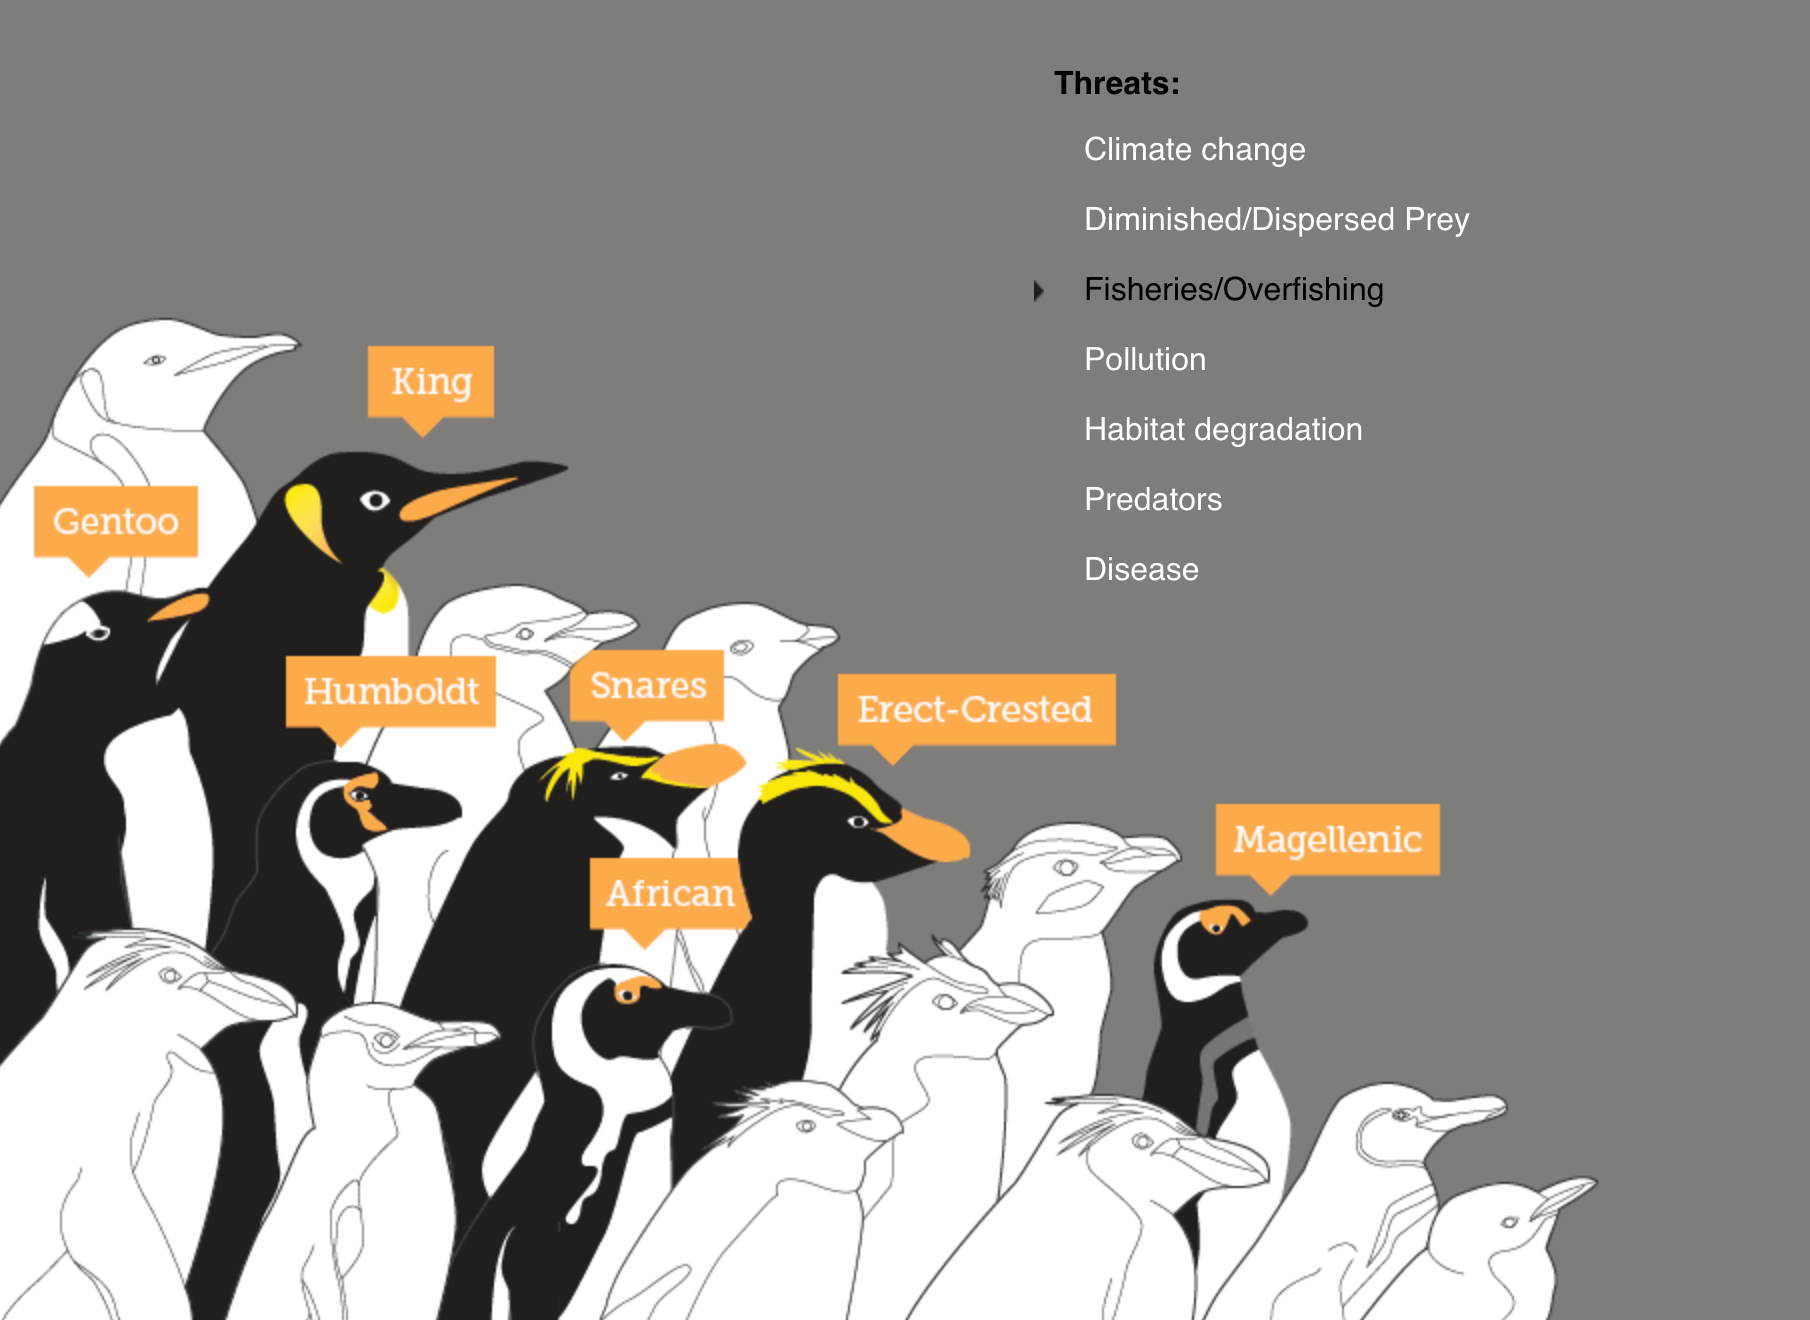 Threats:
Climate change
Diminished/Dispersed Prey
Fisheries/Overfishing
Pollution
Habitat degradation
Predators
Disease
King
Gentoo
Humboldt
Snares
Erect-Crested
Magellenic
African